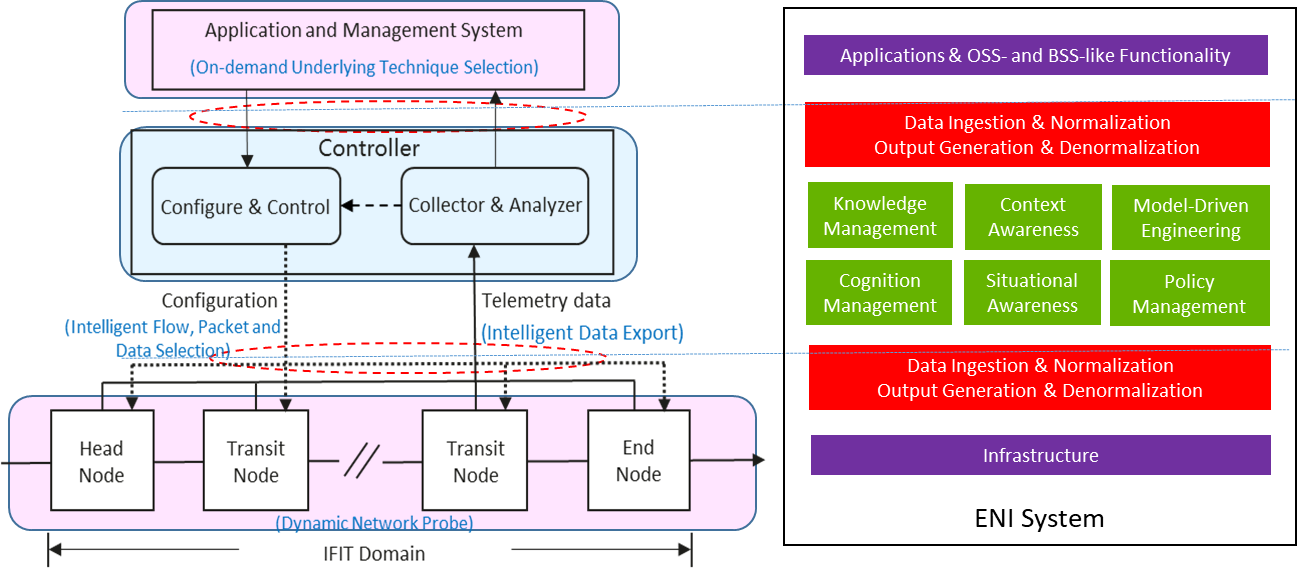 Application and Management System
(On-demand Underlying Technique Selection)
Controller
Configure & Control
Collector & Analyzer
Configuration
(Intelligent Flow, Packet and
Data Selection)
Telemetry data
(Intelligent Data Export)
Head
Node
Transit
Node
Transit
Node
End
Node
(Dynamic Network Probe)
IFIT Domain
Applications & OSS- and BSS-like Functionality
Data Ingestion & Normalization
Output Generation & Denormalization
Knowledge
Management
Context
Awareness
Model-Driven
Engineering
Cognition
Management
Situational
Awareness
Policy
Management
Data Ingestion & Normalization
Output Generation & Denormalization
Infrastructure
ENI System